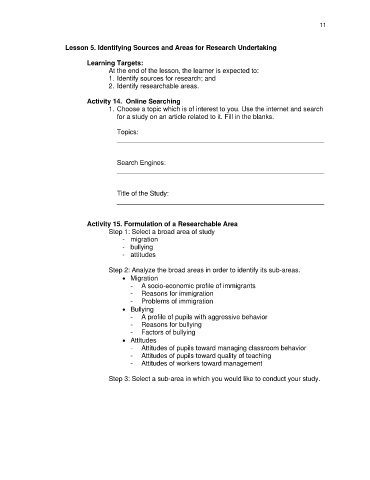 11
Lesson 5. Identifying Sources and Areas for Research Undertaking
Learning Targets:
At the end of the lesson, the learner is expected to:
1. Identify sources for research; and
2. Identify researchable areas.
Activity 14. Online Searching
1. Choose a topic which is of interest to you. Use the internet and search
for a study on an article related to it. Fill in the blanks.
Topics:
Search Engines:
Title of the Study:
Activity 15. Formulation of a Researchable Area
Step 1: Select a broad area of study
- migration
- bullying
- attitudes
Step 2: Analyze the broad areas in order to identify its sub-areas.
• Migration
- A socio-economic profile of immigrants
- Reasons for immigration
- Problems of immigration
• Bullying
- A profile of pupils with aggressive behavior
- Reasons for bullying
- Factors of bullying
• Attitudes
- Attitudes of pupils toward managing classroom behavior
- Attitudes of pupils toward quality of teaching
- Attitudes of workers toward management
Step 3: Select a sub-area in which you would like to conduct your study.